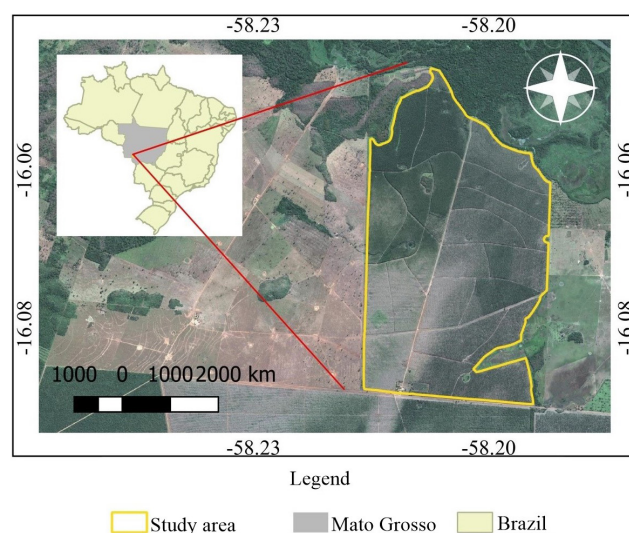 -58.23 -58.20
-16.06 -16.06
-16.08 -16.08
1000 0 1000 2000 km
-58.23 -58.20
Legend
Study area Mato Grosso Brazil